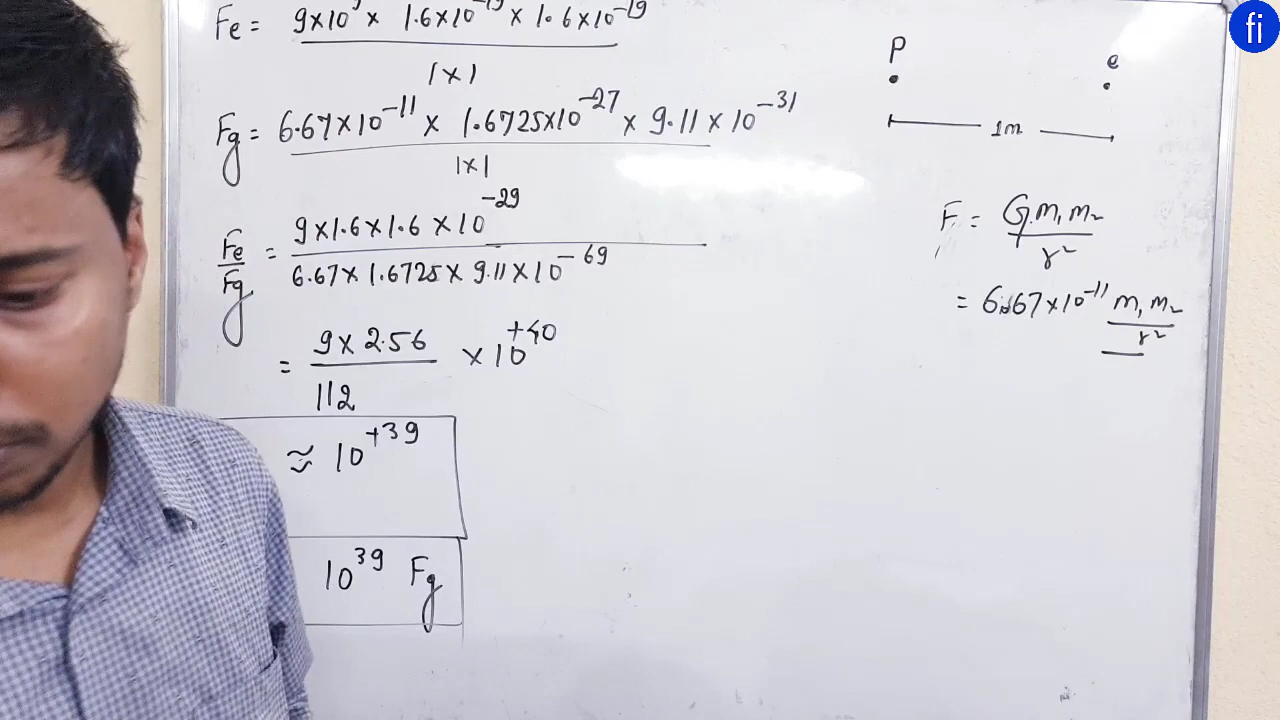 Fe = 9×10⁹ × 1.6×10⁻¹⁹ × 1.6×10⁻¹⁹
1×1
Fg = 6.67×10⁻¹¹ × 1.6725×10⁻²⁷ × 9.11×10⁻³¹
1×1
Fe/Fg = 9×1.6×1.6×10⁻²⁹
6.67×1.6725×9.11×10⁻⁶⁹
= 9×2.56/112 ×10⁺⁴⁰
≈ 10⁺³⁹
10³⁹ Fg
fi
P e
1m
F = G m₁m₂/r²
= 6.67×10⁻¹¹ m₁m₂/r²